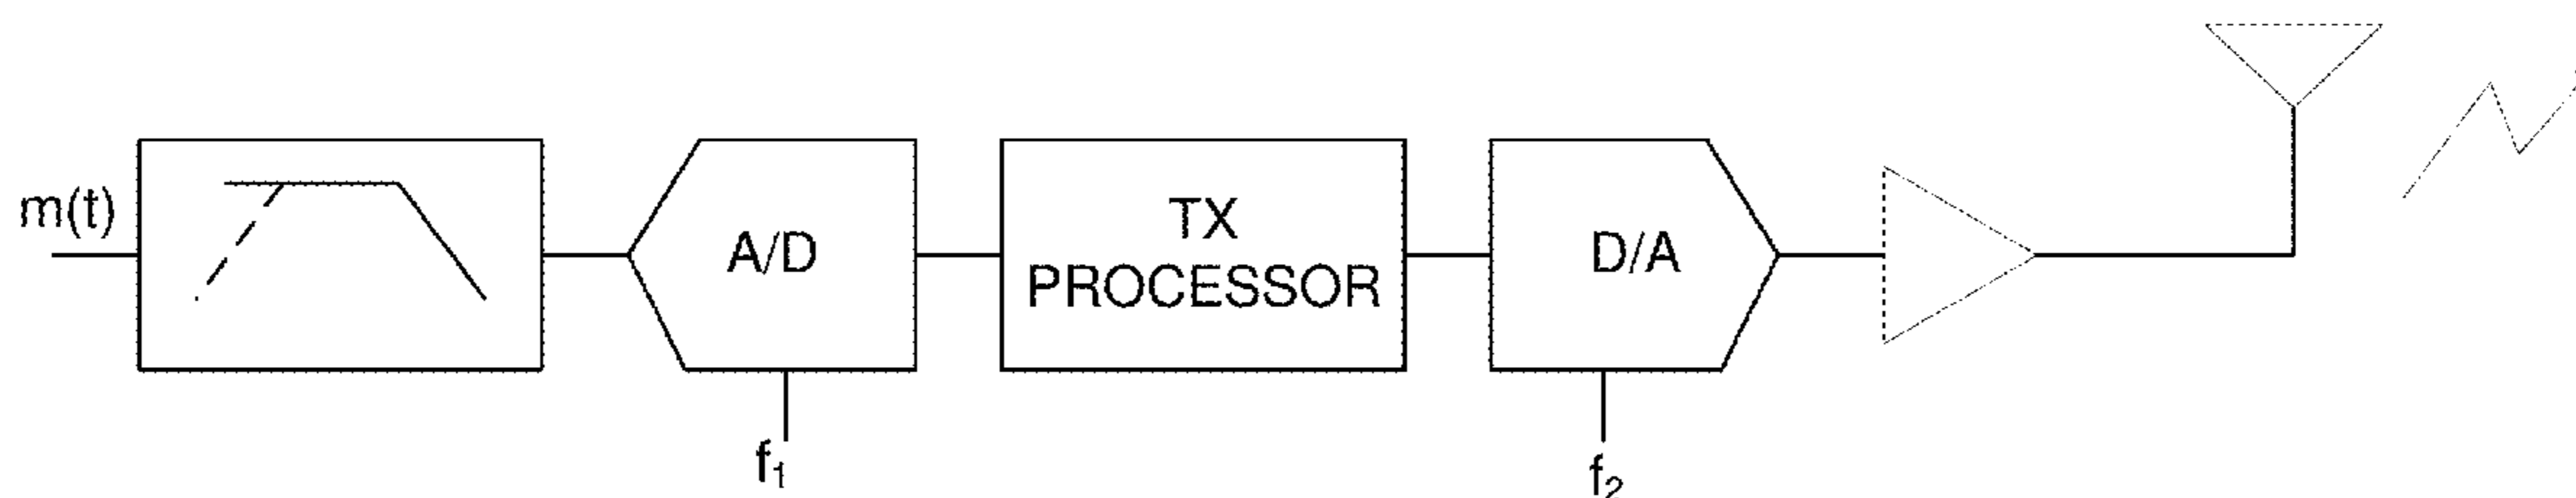 m(t)
A/D
TX
PROCESSOR
D/A
f₁
f₂